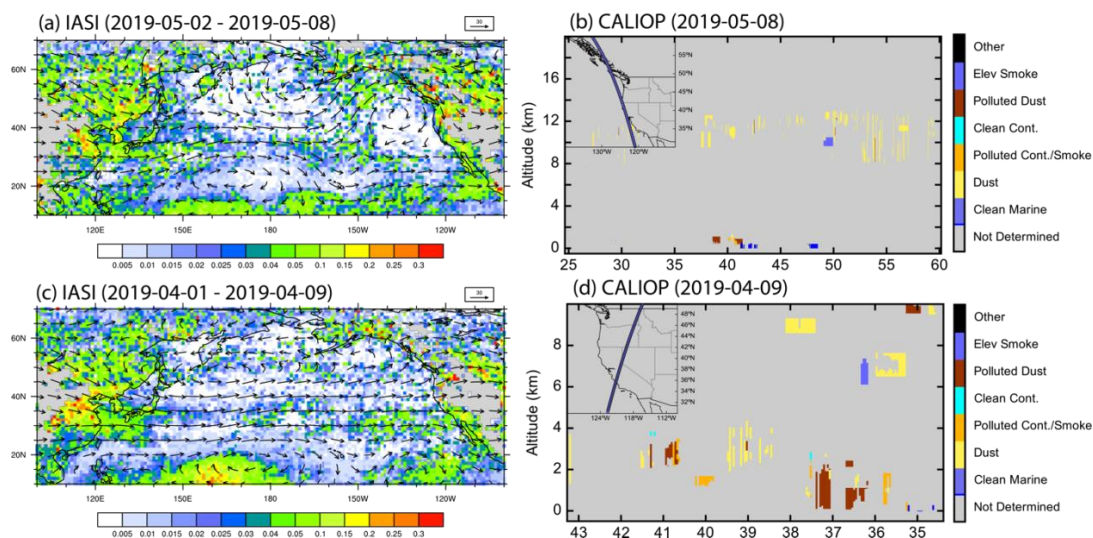 (a) IASI (2019-05-02 - 2019-05-08)
30
60N
40N
20N
120E
150E
180
150W
120W
0.005 0.01 0.015 0.02 0.025 0.03 0.04 0.05 0.1 0.15 0.2 0.25 0.3
(b) CALIOP (2019-05-08)
Altitude (km)
16
12
8
4
0
25 30 35 40 45 50 55 60
55°N
50°N
45°N
40°N
35°N
130°W 120°W
Other
Elev Smoke
Polluted Dust
Clean Cont.
Polluted Cont./Smoke
Dust
Clean Marine
Not Determined
(c) IASI (2019-04-01 - 2019-04-09)
30
60N
40N
20N
120E
150E
180
150W
120W
0.005 0.01 0.015 0.02 0.025 0.03 0.04 0.05 0.1 0.15 0.2 0.25 0.3
(d) CALIOP (2019-04-09)
Altitude (km)
8
6
4
2
0
43 42 41 40 39 38 37 36 35
48°N
46°N
44°N
42°N
40°N
38°N
36°N
34°N
32°N
124°W 118°W 112°W
Other
Elev Smoke
Polluted Dust
Clean Cont.
Polluted Cont./Smoke
Dust
Clean Marine
Not Determined